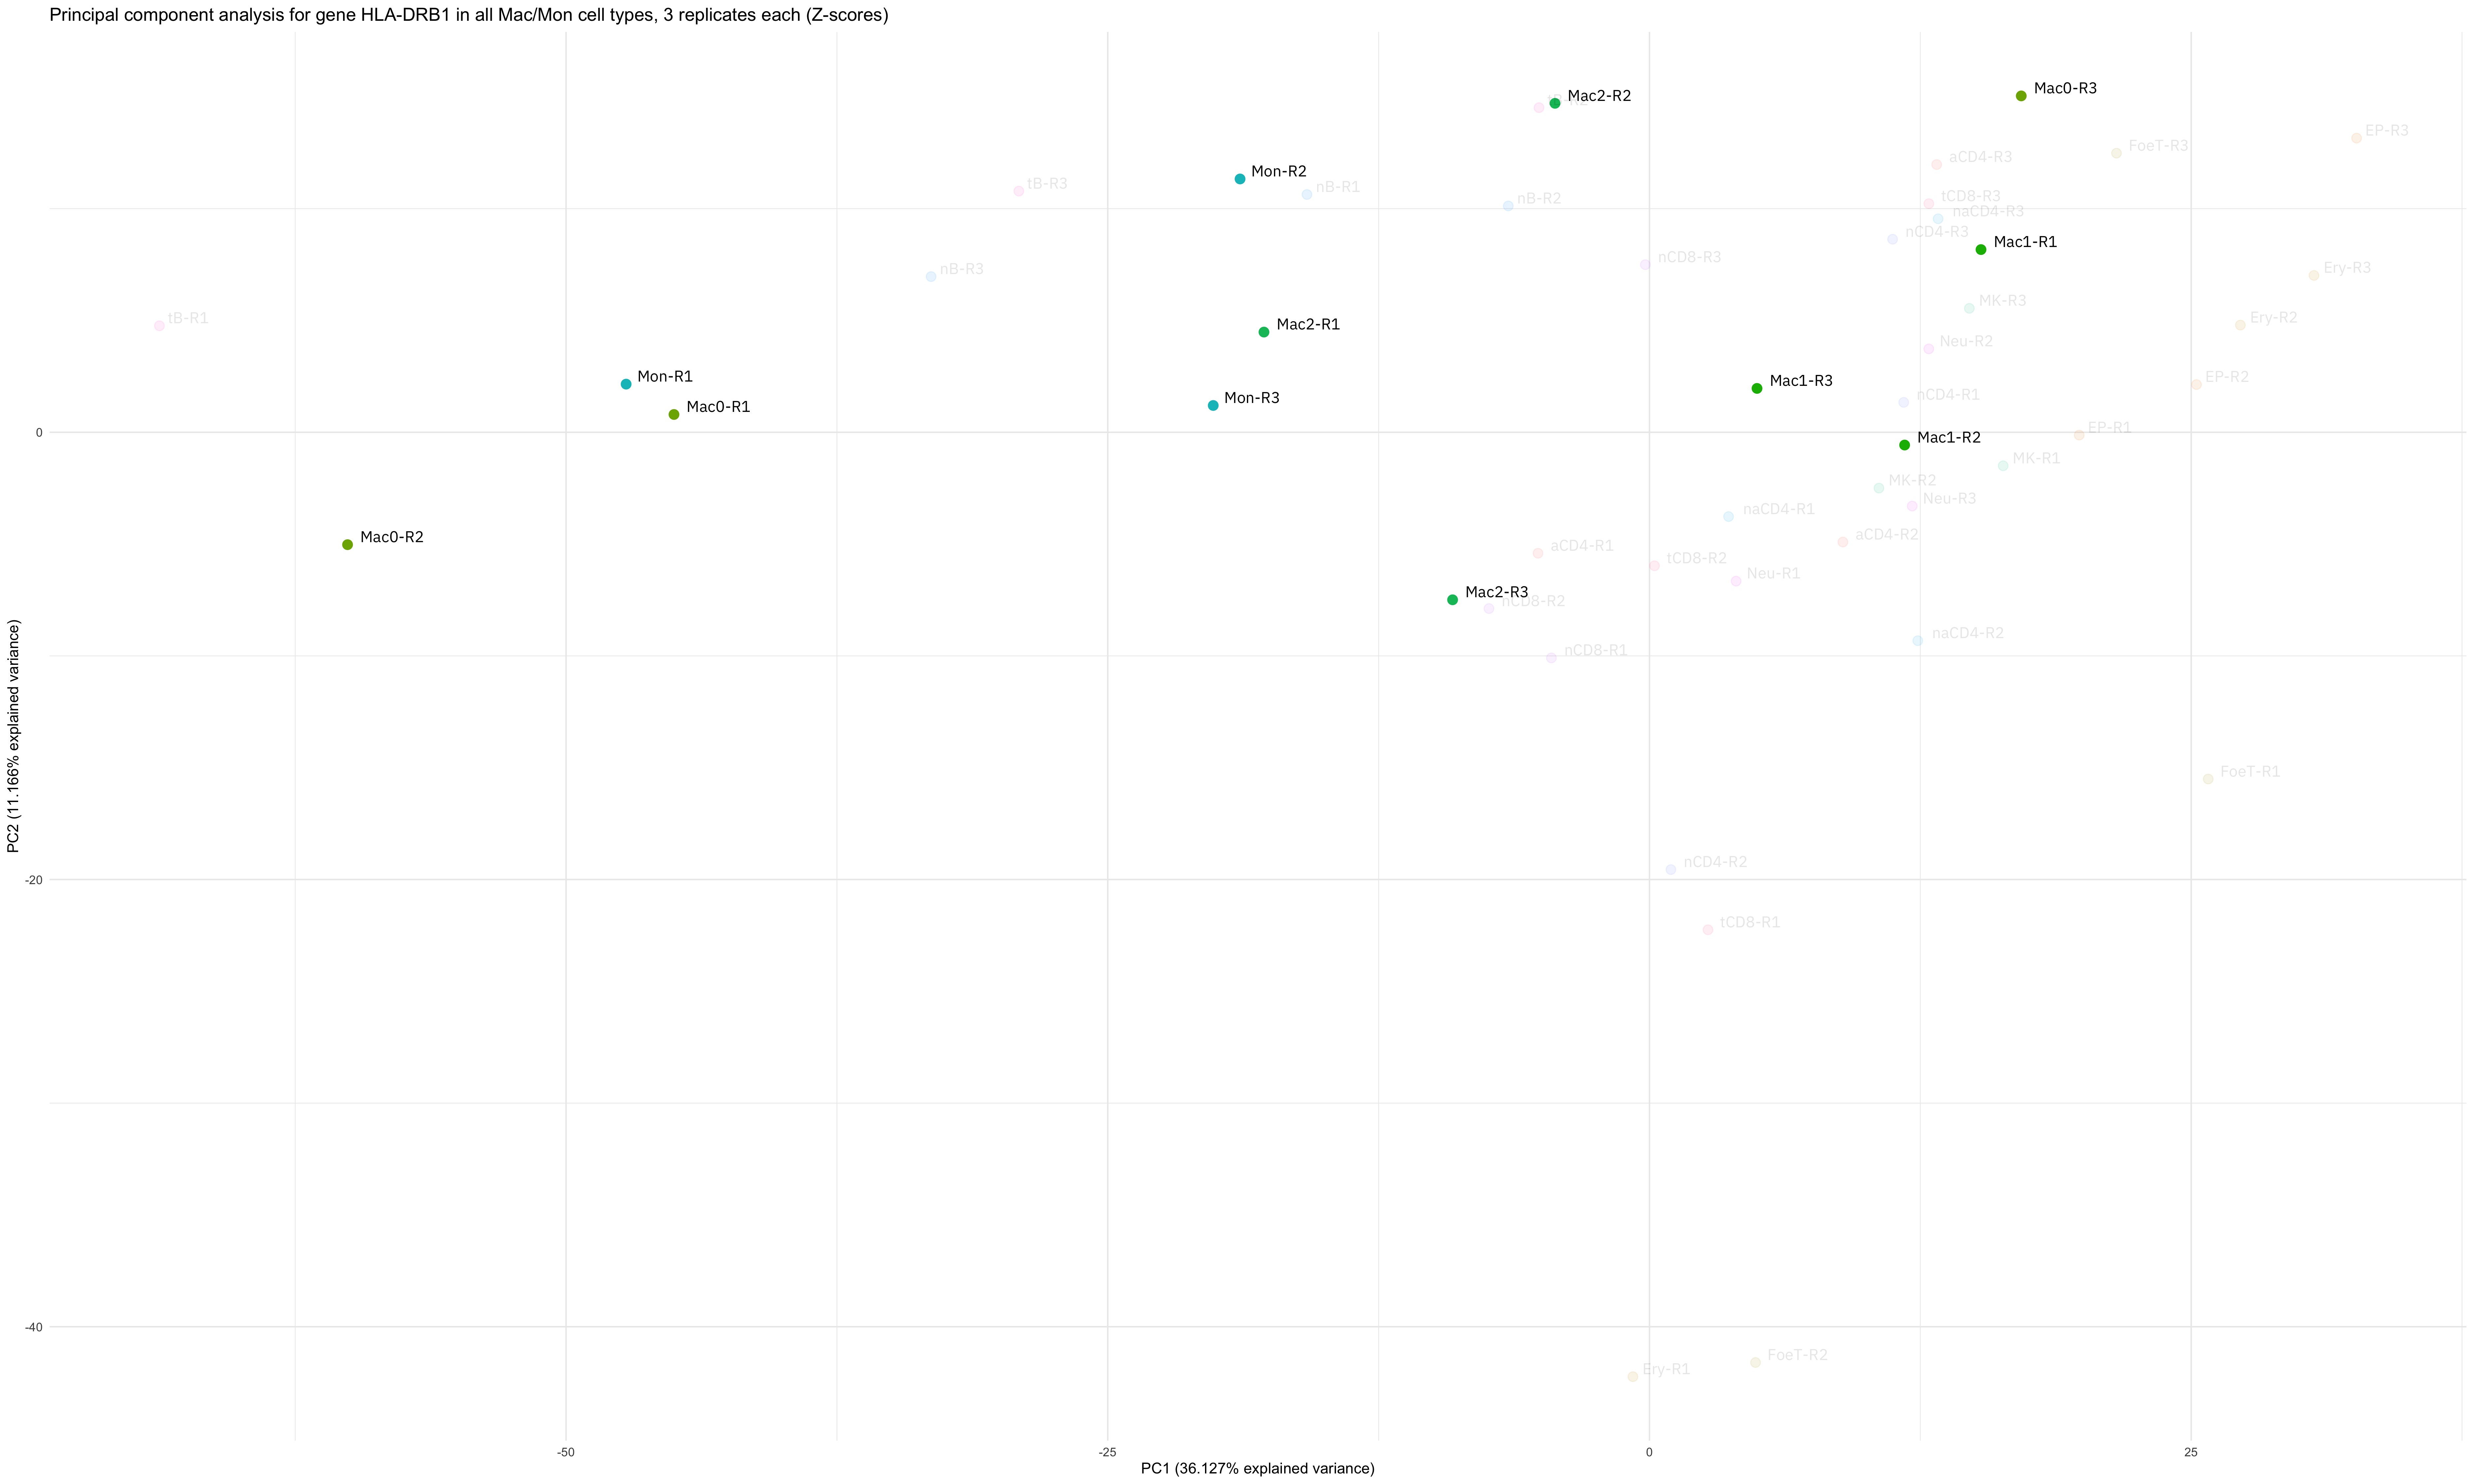 Principal component analysis for gene HLA-DRB1 in all Mac/Mon cell types, 3 replicates each (Z-scores)
Mac0-R3
Mac2-R2
EP-R3
FoeT-R3
aCD4-R3
Mon-R2
tB-R3
nB-R1
nB-R2
tCD8-R3
naCD4-R3
nCD4-R3
Mac1-R1
nCD8-R3
nB-R3
Ery-R3
MK-R3
tB-R1
Ery-R2
Mac2-R1
Neu-R2
Mon-R1
Mac1-R3
EP-R2
Mon-R3
nCD4-R1
Mac0-R1
EP-R1
0
Mac1-R2
MK-R1
MK-R2
Neu-R3
naCD4-R1
aCD4-R2
Mac0-R2
aCD4-R1
tCD8-R2
Neu-R1
Mac2-R3
nCD8-R2
naCD4-R2
nCD8-R1
PC2 (11.166% explained variance)
FoeT-R1
nCD4-R2
-20
tCD8-R1
-40
FoeT-R2
Ery-R1
-50
-25
0
25
PC1 (36.127% explained variance)